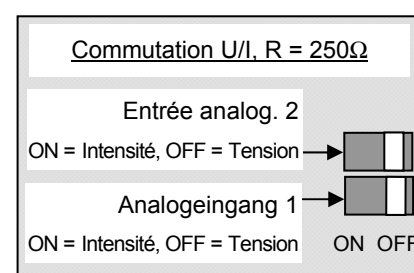 Commutation U/I, R = 250Ω
Entrée analog. 2
ON = Intensité, OFF = Tension
Analogeingang 1
ON = Intensité, OFF = Tension
ON OFF